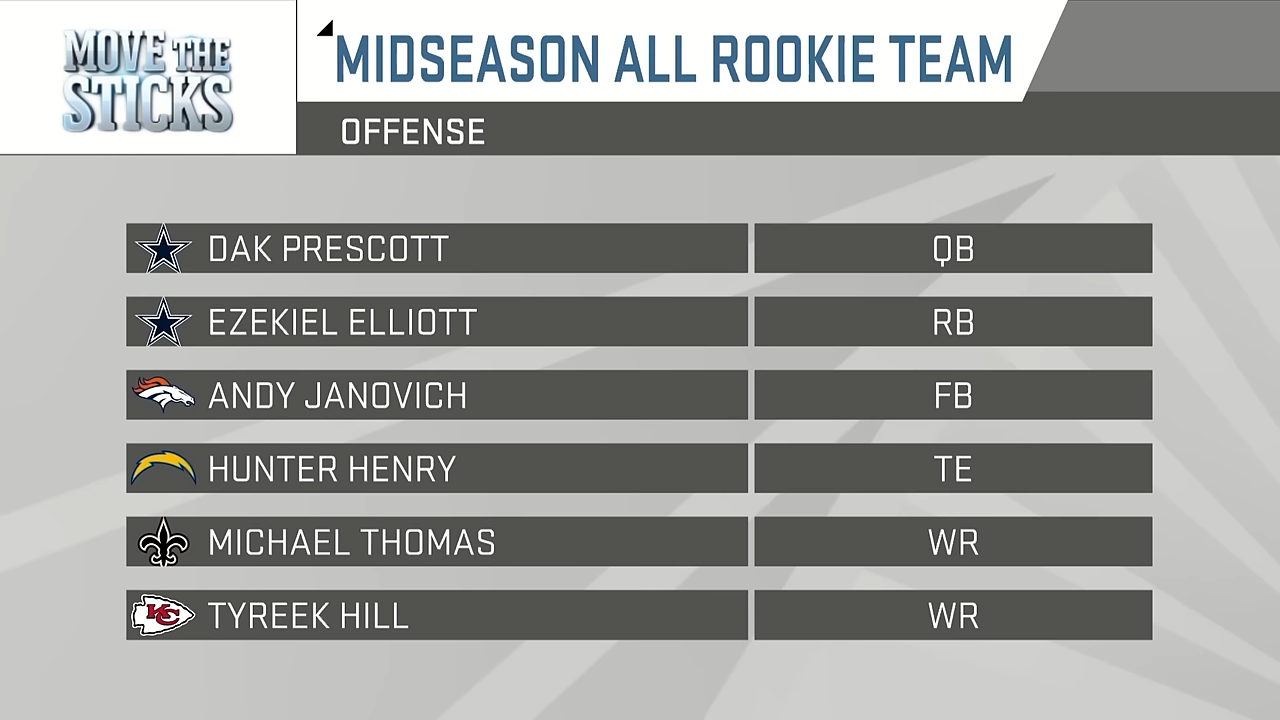 MOVE THE
STICKS
MIDSEASON ALL ROOKIE TEAM
OFFENSE
DAK PRESCOTT QB
EZEKIEL ELLIOTT RB
ANDY JANOVICH FB
HUNTER HENRY TE
MICHAEL THOMAS WR
KC TYREEK HILL WR